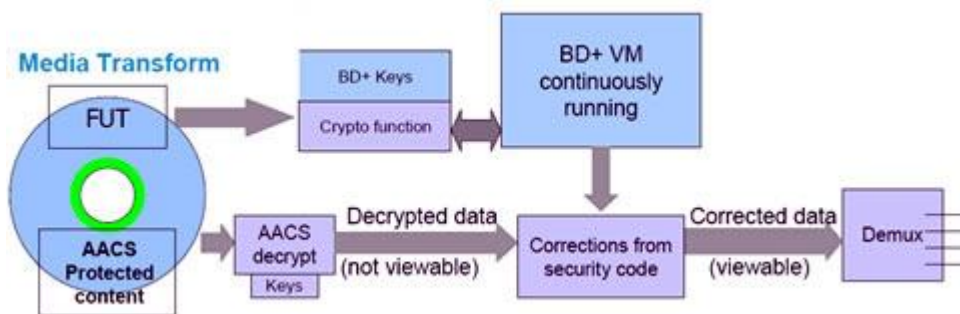 Media Transform
FUT
BD+ Keys
Crypto function
BD+ VM
continuously
running
AACS
Protected
content
AACS
decrypt
Keys
Decrypted data
(not viewable)
Corrections from
security code
Corrected data
(viewable)
Demux